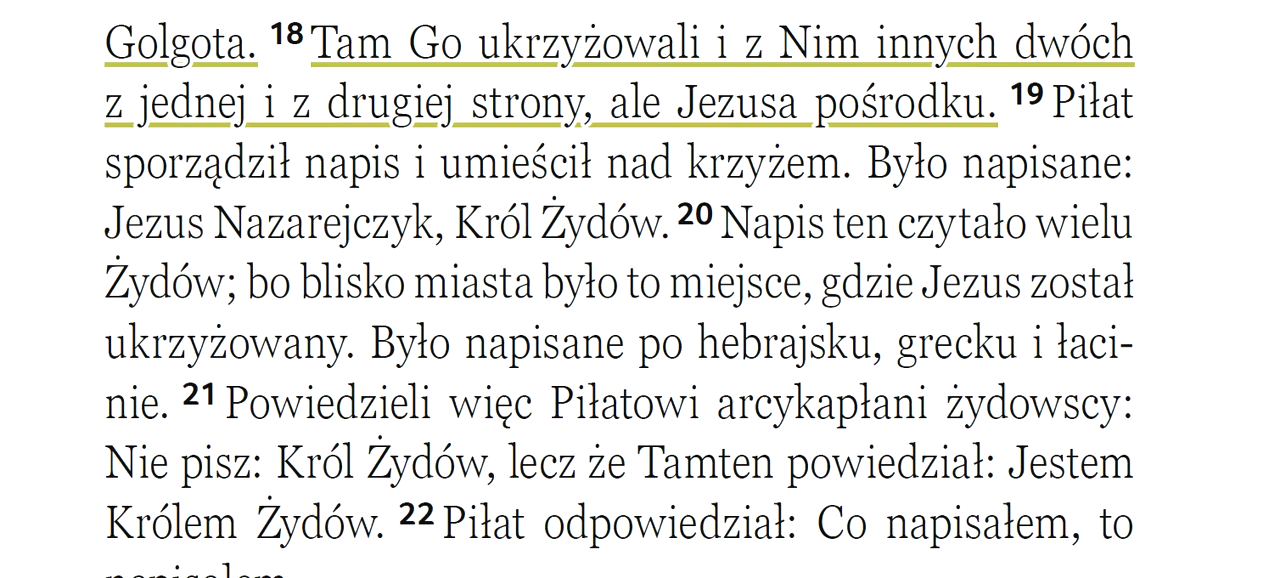 Golgota. 18 Tam Go ukrzyżowali i z Nim innych dwóch
z jednej i z drugiej strony, ale Jezusa pośrodku. 19 Piłat
sporządził napis i umieścił nad krzyżem. Było napisane:
Jezus Nazarejczyk, Król Żydów. 20 Napis ten czytało wielu
Żydów; bo blisko miasta było to miejsce, gdzie Jezus został
ukrzyżowany. Było napisane po hebrajsku, grecku i łaci-
nie. 21 Powiedzieli więc Piłatowi arcykapłani żydowscy:
Nie pisz: Król Żydów, lecz że Tamten powiedział: Jestem
Królem Żydów. 22 Piłat odpowiedział: Co napisałem, to